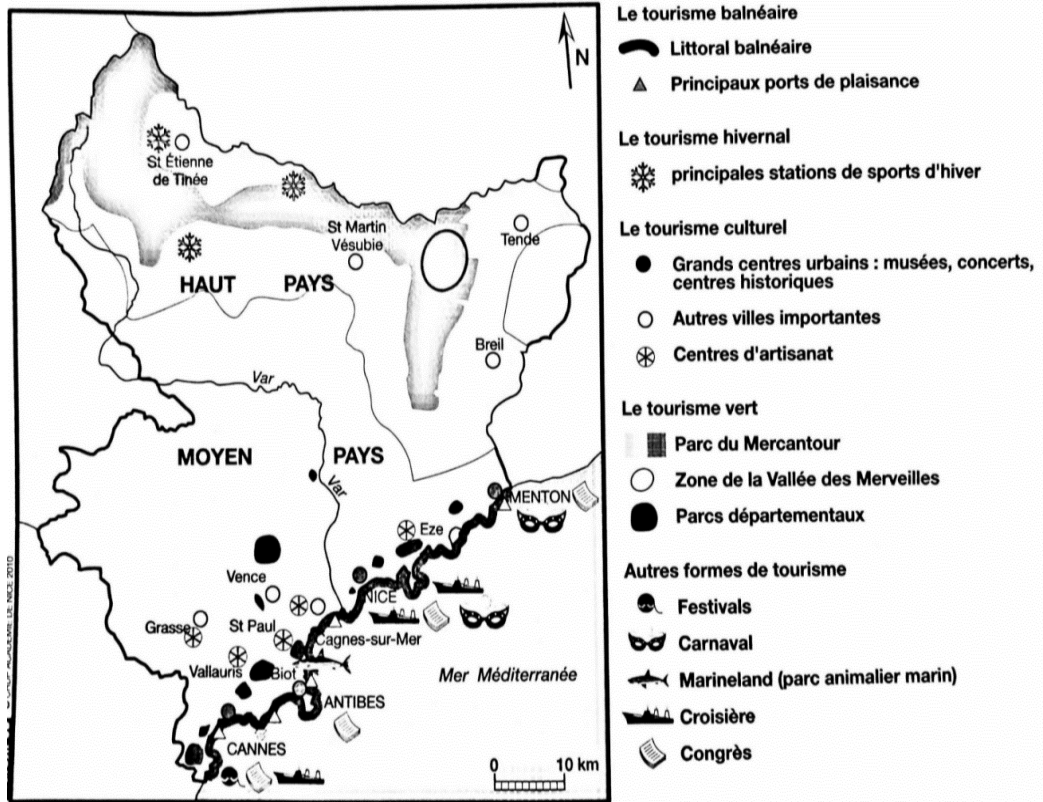 N
St Étienne
de Tinée
St Martin
Vésubie
Tende
HAUT PAYS
Breil
Var
MOYEN PAYS
Var
MENTON
Eze
Vence
NICE
Grasse
St Paul
Cagnes-sur-Mer
Vallauris
Biot
Mer Méditerranée
ANTIBES
CANNES
0 10 km
ACADÉMIE DE NICE 2010
Le tourisme balnéaire
Littoral balnéaire
Principaux ports de plaisance
Le tourisme hivernal
principales stations de sports d'hiver
Le tourisme culturel
Grands centres urbains : musées, concerts,
centres historiques
Autres villes importantes
Centres d'artisanat
Le tourisme vert
Parc du Mercantour
Zone de la Vallée des Merveilles
Parcs départementaux
Autres formes de tourisme
Festivals
Carnaval
Marineland (parc animalier marin)
Croisière
Congrès